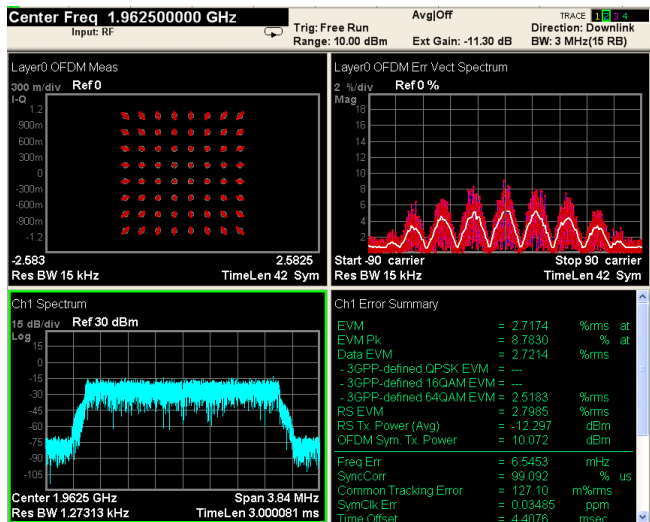 Center Freq 1.962500000 GHz
Input: RF
Trig: Free Run
Range: 10.00 dBm
Avg|Off
Ext Gain: -11.30 dB
TRACE 1 2 3 4
Direction: Downlink
BW: 3 MHz(15 RB)
Layer0 OFDM Meas
300 m/div Ref 0
I-Q
1.2
900m
600m
300m
0
-300m
-600m
-900m
-1.2
-2.583 2.5825
Res BW 15 kHz TimeLen 42 Sym
Layer0 OFDM Err Vect Spectrum
2 %/div Ref 0 %
Mag
18
16
14
12
10
8
6
4
2
Start -90 carrier Stop 90 carrier
Res BW 15 kHz TimeLen 42 Sym
Ch1 Spectrum
15 dB/div Ref 30 dBm
Log
15
0
-15
-30
-45
-60
-75
-90
-105
Center 1.9625 GHz Span 3.84 MHz
Res BW 1.27313 kHz TimeLen 3.000081 ms
Ch1 Error Summary
EVM = 2.7174 %rms at
EVM Pk = 8.7830 % at
Data EVM = 2.7214 %rms
- 3GPP-defined QPSK EVM = ---
- 3GPP-defined 16QAM EVM = ---
- 3GPP-defined 64QAM EVM = 2.5183 %rms
RS EVM = 2.7985 %rms
RS Tx. Power (Avg) = -12.297 dBm
OFDM Sym. Tx. Power = 10.072 dBm
Freq Err = 6.5453 mHz
SyncCorr = 99.092 % us
Common Tracking Error = 127.10 m%rms
SymClk Err = 0.03485 ppm
Time Offset = 4.4076 msec